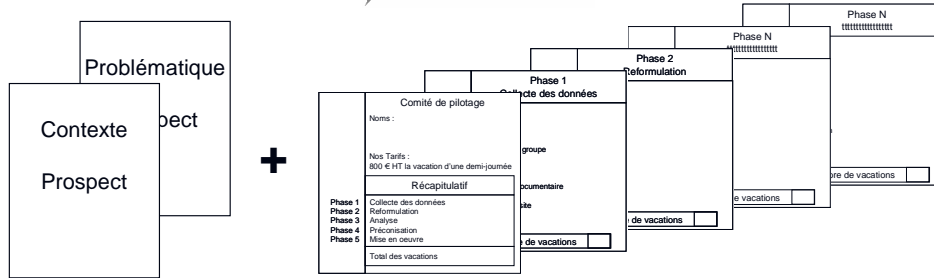 Problématique
pect
Contexte
Prospect
+
Comité de pilotage
Noms :
Nos Tarifs :
800 € HT la vacation d'une demi-journée
Récapitulatif
Phase 1 Collecte des données
Phase 2 Reformulation
Phase 3 Analyse
Phase 4 Préconisation
Phase 5 Mise en oeuvre
Total des vacations
Phase 1
Collecte des données
groupe
ocumentaire
site
e de vacations
Phase 2
Reformulation
de vacations
Phase N
tttttttttttttttttt
e vacations
Phase N
tttttttttttttttttt
bre de vacations